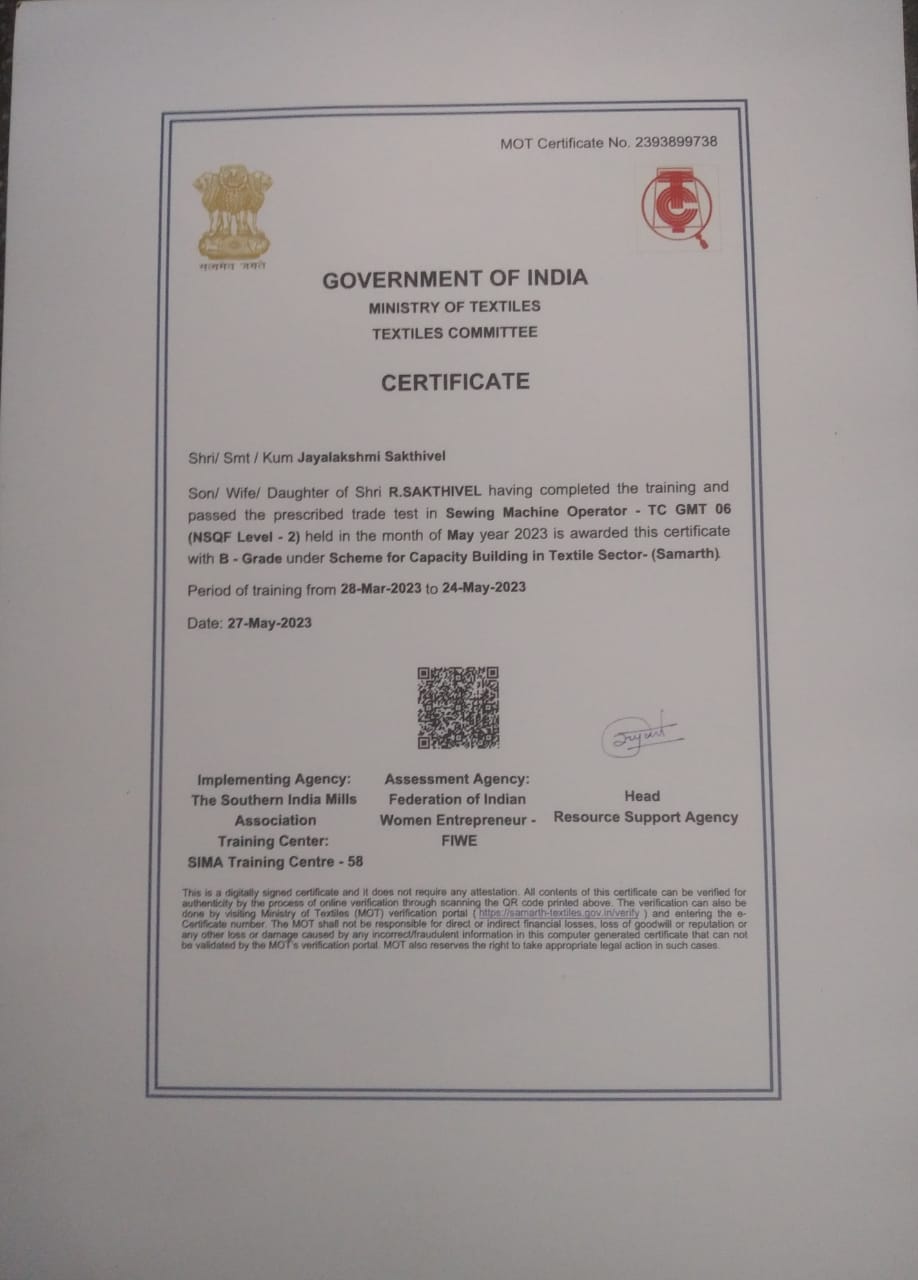 MOT Certificate No. 2393899738
सत्यमेव जयते
GOVERNMENT OF INDIA
MINISTRY OF TEXTILES
TEXTILES COMMITTEE
CERTIFICATE
Shri/ Smt / Kum Jayalakshmi Sakthivel
Son/ Wife/ Daughter of Shri R.SAKTHIVEL having completed the training and
passed the prescribed trade test in Sewing Machine Operator - TC GMT 06
(NSQF Level - 2) held in the month of May year 2023 is awarded this certificate
with B - Grade under Scheme for Capacity Building in Textile Sector- (Samarth).
Period of training from 28-Mar-2023 to 24-May-2023
Date: 27-May-2023
Implementing Agency:
The Southern India Mills
Association
Training Center:
SIMA Training Centre - 58
Assessment Agency:
Federation of Indian
Women Entrepreneur -
FIWE
Head
Resource Support Agency
This is a digitally signed certificate and it does not require any attestation. All contents of this certificate can be verified for
authenticity by the process of online verification through scanning the QR code printed above. The verification can also be
done by visiting Ministry of Textiles (MOT) verification portal ( https://samarth-textiles.gov.in/verify ) and entering the e-
Certificate number. The MOT shall not be responsible for direct or indirect financial losses, loss of goodwill or reputation or
any other loss or damage caused by any incorrect/fraudulent information in this computer generated certificate that can not
be validated by the MOT's verification portal. MOT also reserves the right to take appropriate legal action in such cases.